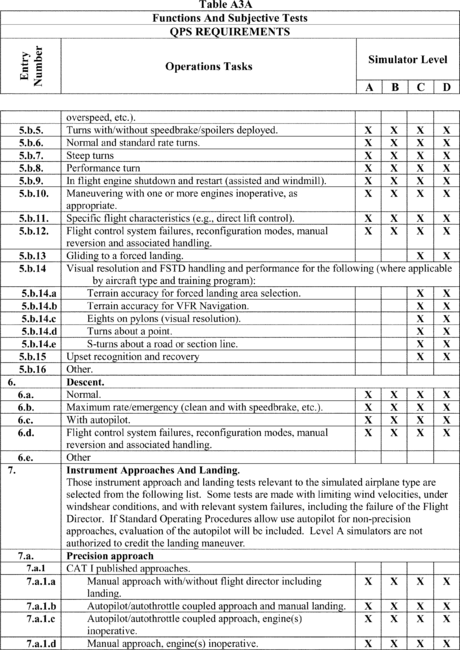 Table A3A
Functions And Subjective Tests
QPS REQUIREMENTS
Entry Number
Operations Tasks
Simulator Level
A B C D
overspeed, etc.).
5.b.5. Turns with/without speedbrake/spoilers deployed. X X X X
5.b.6. Normal and standard rate turns. X X X X
5.b.7. Steep turns X X X X
5.b.8. Performance turn X X X X
5.b.9. In flight engine shutdown and restart (assisted and windmill). X X X X
5.b.10. Maneuvering with one or more engines inoperative, as X X X X
appropriate.
5.b.11. Specific flight characteristics (e.g., direct lift control). X X X X
5.b.12. Flight control system failures, reconfiguration modes, manual X X X X
reversion and associated handling.
5.b.13 Gliding to a forced landing. X X
5.b.14 Visual resolution and FSTD handling and performance for the following (where applicable
by aircraft type and training program):
5.b.14.a Terrain accuracy for forced landing area selection. X X
5.b.14.b Terrain accuracy for VFR Navigation. X X
5.b.14.c Eights on pylons (visual resolution). X X
5.b.14.d Turns about a point. X X
5.b.14.e S-turns about a road or section line. X X
5.b.15 Upset recognition and recovery X X
5.b.16 Other.
6. Descent.
6.a. Normal. X X X X
6.b. Maximum rate/emergency (clean and with speedbrake, etc.). X X X X
6.c. With autopilot. X X X X
6.d. Flight control system failures, reconfiguration modes, manual X X X X
reversion and associated handling.
6.e. Other
7. Instrument Approaches And Landing.
Those instrument approach and landing tests relevant to the simulated airplane type are
selected from the following list. Some tests are made with limiting wind velocities, under
windshear conditions, and with relevant system failures, including the failure of the Flight
Director. If Standard Operating Procedures allow use autopilot for non-precision
approaches, evaluation of the autopilot will be included. Level A simulators are not
authorized to credit the landing maneuver.
7.a. Precision approach
7.a.1 CAT I published approaches.
7.a.1.a Manual approach with/without flight director including X X X X
landing.
7.a.1.b Autopilot/autothrottle coupled approach and manual landing. X X X X
7.a.1.c Autopilot/autothrottle coupled approach, engine(s) X X X X
inoperative.
7.a.1.d Manual approach, engine(s) inoperative. X X X X